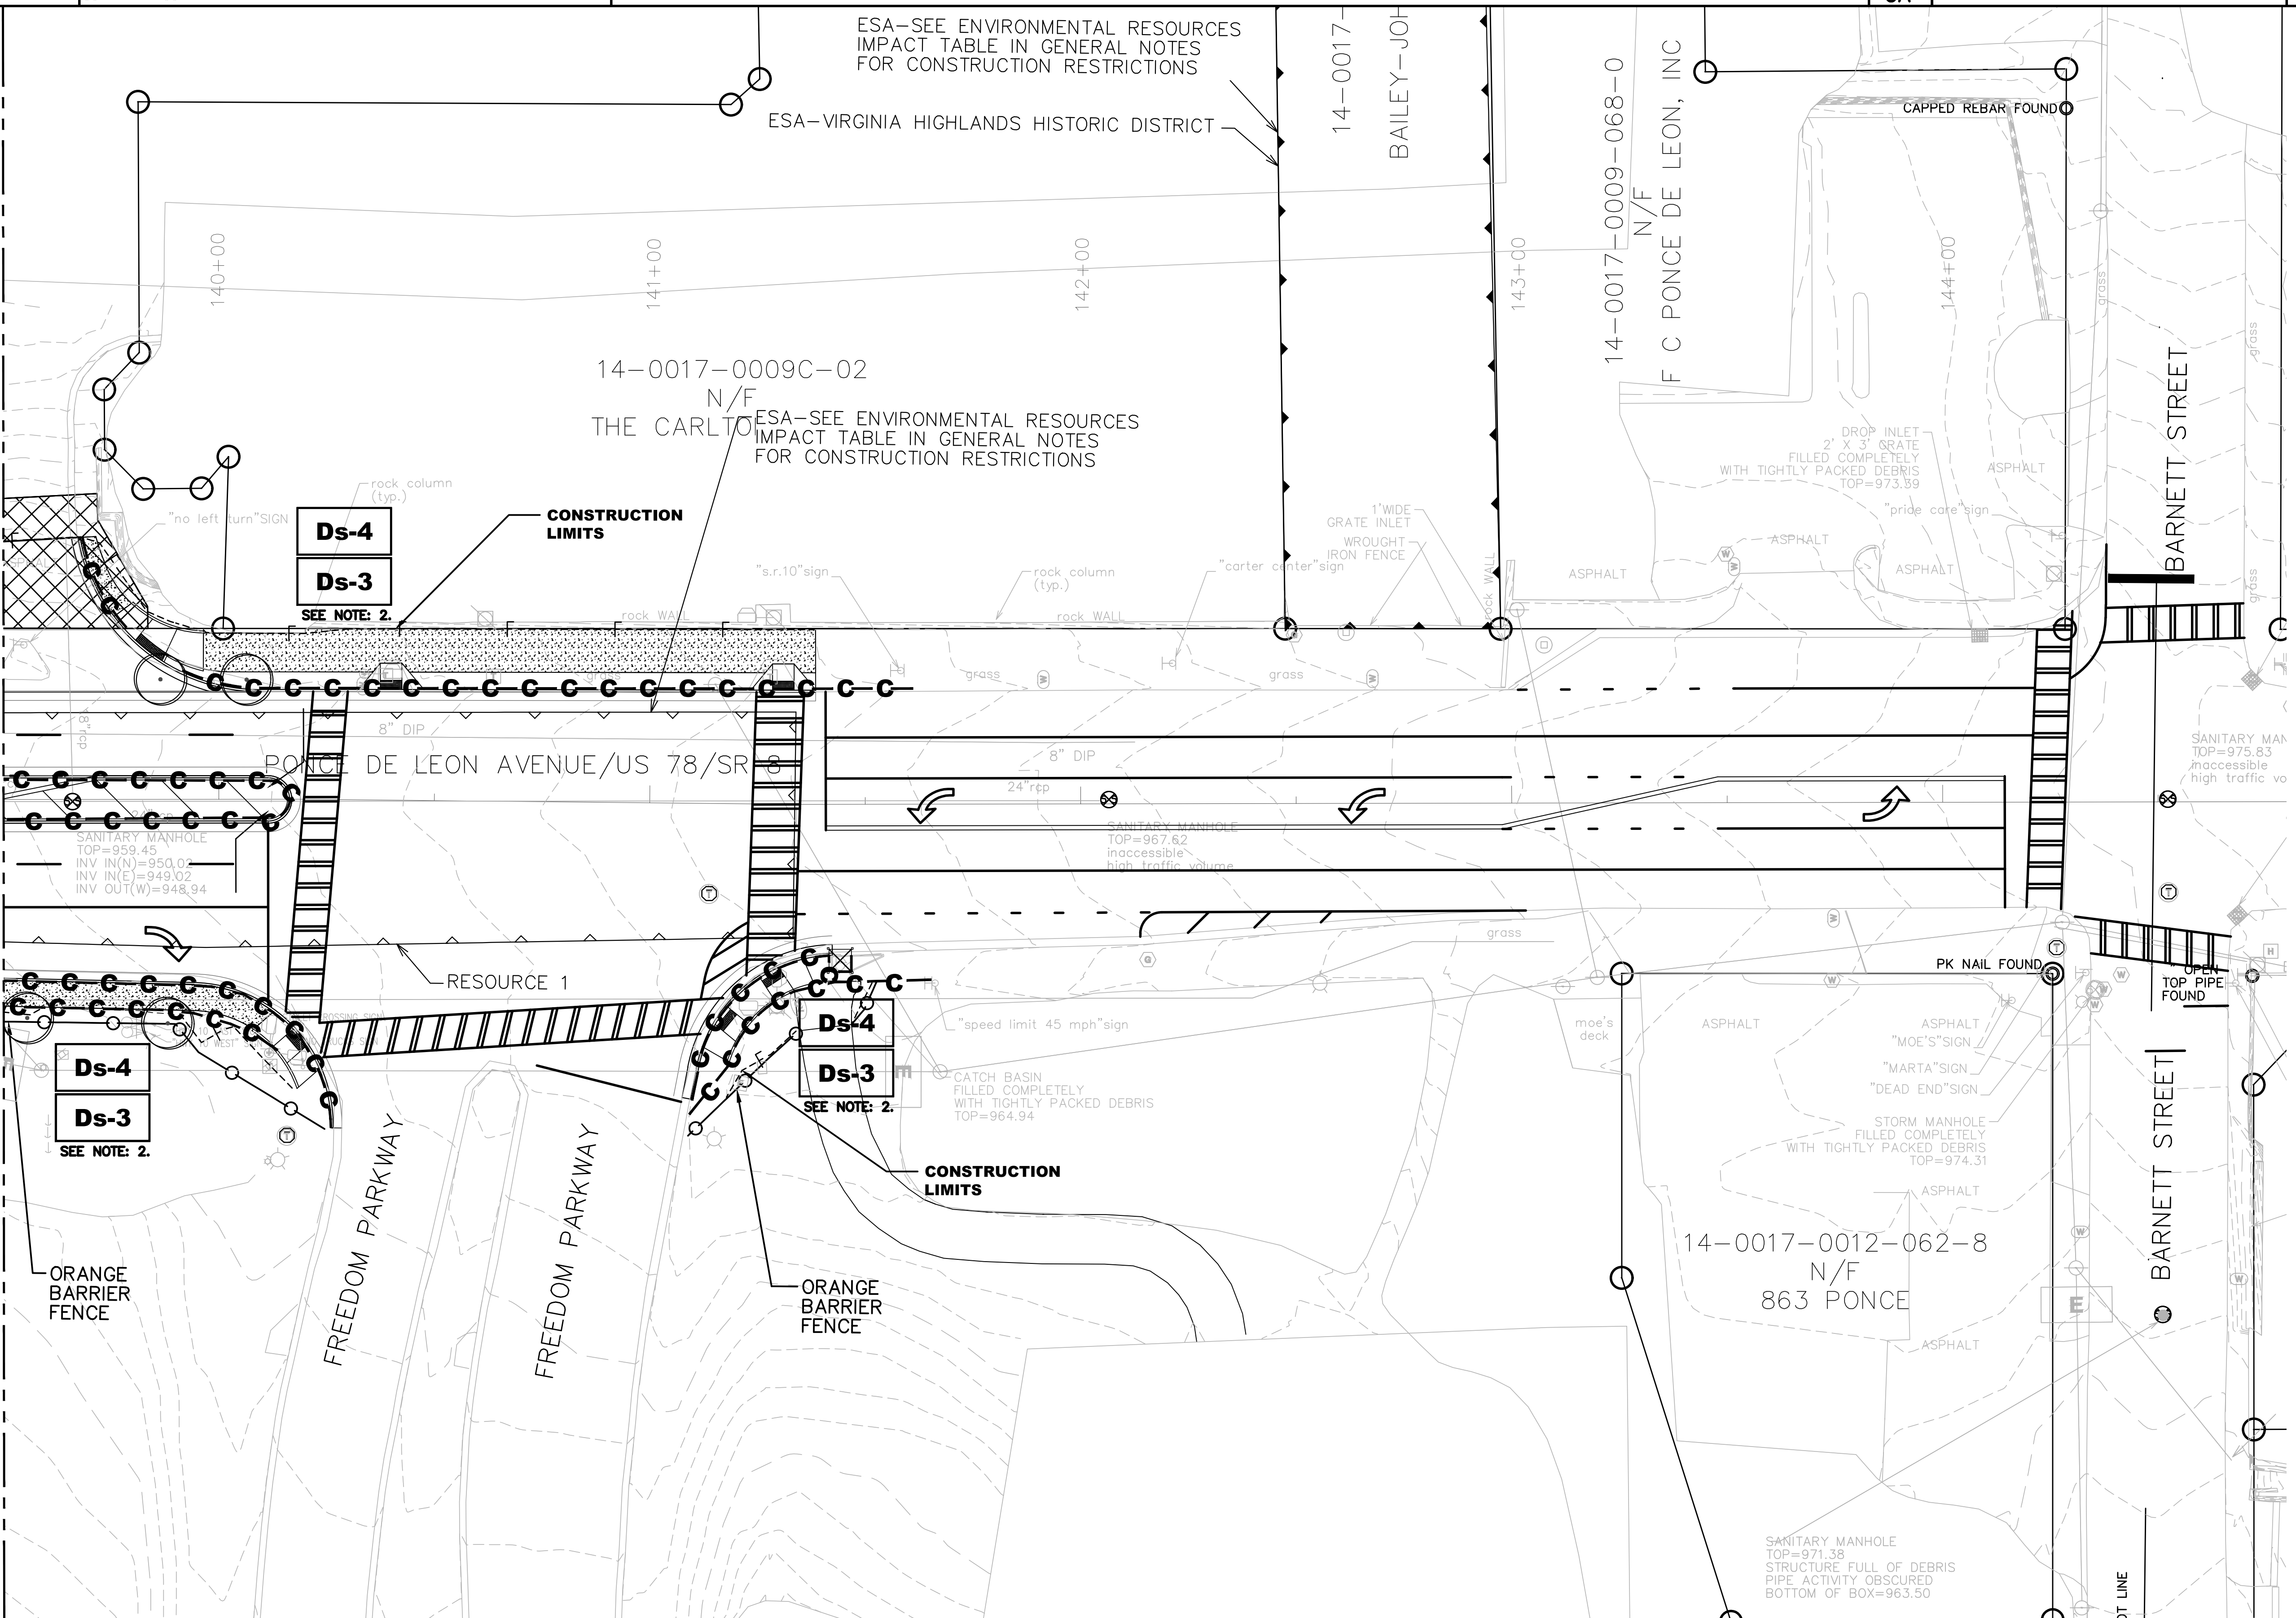 ESA-SEE ENVIRONMENTAL RESOURCES
IMPACT TABLE IN GENERAL NOTES
FOR CONSTRUCTION RESTRICTIONS
ESA-VIRGINIA HIGHLANDS HISTORIC DISTRICT
14-0017-
14-0017-0009-068-0
N/F
F C PONCE DE LEON, INC
CAPPED REBAR FOUND
140+00
141+00
142+00
143+00
144+00
grass
grass
BARNETT STREET
14-0017-0009C-02
N/F
ESA-SEE ENVIRONMENTAL RESOURCES
IMPACT TABLE IN GENERAL NOTES
FOR CONSTRUCTION RESTRICTIONS
DROP INLET
2' X 3' GRATE
FILLED COMPLETELY
WITH TIGHTLY PACKED DEBRIS
TOP=973.39
ASPHALT
rock column
(typ.)
"no left turn"SIGN
Ds-4
Ds-3
SEE NOTE: 2.
CONSTRUCTION
LIMITS
1'WIDE
GRATE INLET
WROUGHT
IRON FENCE
"pride care"sign
ASPHALT
"s.r.10"sign
rock column
(typ.)
"carter center"sign
rock WALL
ASPHALT
ASPHALT
grass
rock WALL
rock WALL
grass
grass
grass
8" rcp
8" DIP
PONCE DE LEON AVENUE/US 78/SR 8
8" DIP
24"rcp
TOP=975.83
inaccessible
SANITARY MANHOLE
TOP=959.45
INV IN(N)=950.02
INV IN(E)=949.02
INV OUT(W)=948.94
SANITARY MANHOLE
TOP=967.62
inaccessible
high traffic volume
grass
RESOURCE 1
PK NAIL FOUND
OPEN
TOP PIPE
FOUND
Ds-4
Ds-3
SEE NOTE: 2.
Ds-4
Ds-3
SEE NOTE: 2.
"speed limit 45 mph"sign
moe's
deck
ASPHALT
ASPHALT
"MOE'S"SIGN
"MARTA"SIGN
"DEAD END"SIGN
CATCH BASIN
FILLED COMPLETELY
WITH TIGHTLY PACKED DEBRIS
TOP=964.94
STORM MANHOLE
FILLED COMPLETELY
WITH TIGHTLY PACKED DEBRIS
TOP=974.31
ASPHALT
BARNETT STREET
CONSTRUCTION
LIMITS
FREEDOM PARKWAY
FREEDOM PARKWAY
ORANGE
BARRIER
FENCE
ORANGE
BARRIER
FENCE
14-0017-0012-062-8
N/F
863 PONCE
E
ASPHALT
SANITARY MANHOLE
TOP=971.38
STRUCTURE FULL OF DEBRIS
PIPE ACTIVITY OBSCURED
BOTTOM OF BOX=963.50
LINE